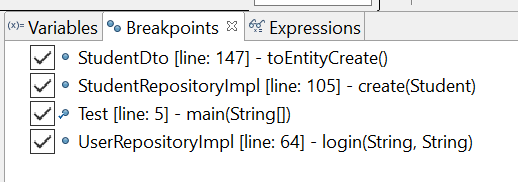 (x)= Variables Breakpoints Expressions
StudentDto [line: 147] - toEntityCreate()
StudentRepositoryImpl [line: 105] - create(Student)
Test [line: 5] - main(String[])
UserRepositoryImpl [line: 64] - login(String, String)